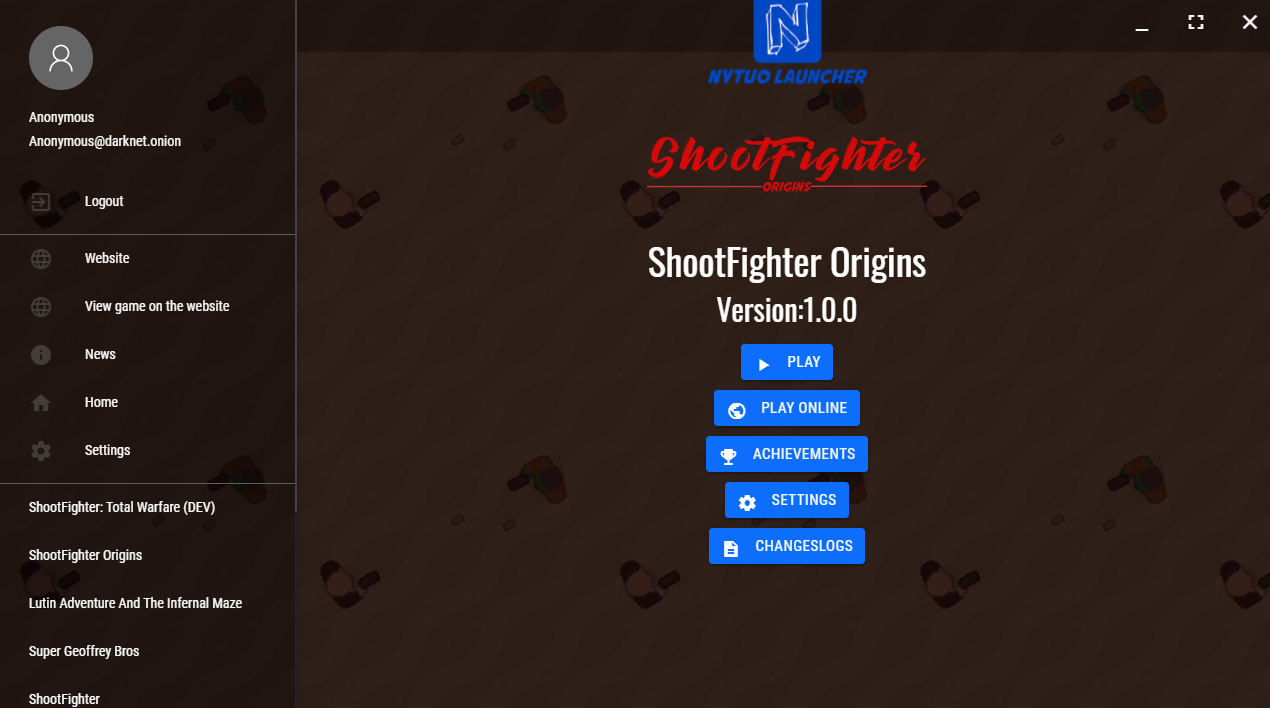 Anonymous
Anonymous@darknet.onion
Logout
Website
View game on the website
News
Home
Settings
ShootFighter: Total Warfare (DEV)
ShootFighter Origins
Lutin Adventure And The Infernal Maze
Super Geoffrey Bros
ShootFighter
N
NYTUO LAUNCHER
ShootFighter
ORIGINS
ShootFighter Origins
Version:1.0.0
PLAY
PLAY ONLINE
ACHIEVEMENTS
SETTINGS
CHANGESLOGS